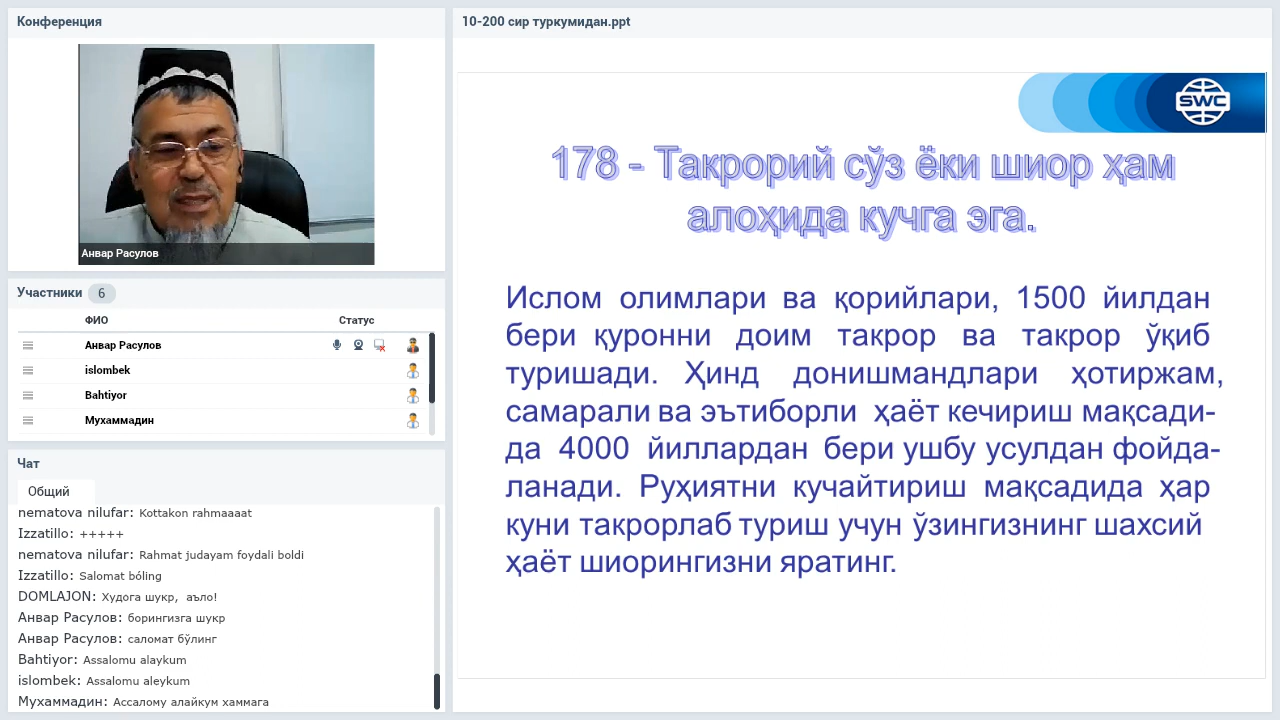 Конференция
Анвар Расулов
Участники 6
ФИО Статус
Анвар Расулов
islombek
Bahtiyor
Мухаммадин
Чат
Общий
nematova nilufar: Kottakon rahmaaaat
Izzatillo: +++++
nematova nilufar: Rahmat judayam foydali boldi
Izzatillo: Salomat bóling
DOMLAJON: Худога шукр, аъло!
Анвар Расулов: борингизга шукр
Анвар Расулов: саломат бўлинг
Bahtiyor: Assalomu alaykum
islombek: Assalomu aleykum
Мухаммадин: Ассалому алайкум хаммага
10-200 сир туркумидан.ppt
SWC
178 - Такрорий сўз ёки шиор ҳам
алоҳида кучга эга.
Ислом олимлари ва қорийлари, 1500 йилдан
бери қуронни доим такрор ва такрор ўқиб
туришади. Ҳинд донишмандлари ҳотиржам,
самарали ва эътиборли ҳаёт кечириш мақсади-
да 4000 йиллардан бери ушбу усулдан фойда-
ланади. Руҳиятни кучайтириш мақсадида ҳар
куни такрорлаб туриш учун ўзингизнинг шахсий
ҳаёт шиорингизни яратинг.